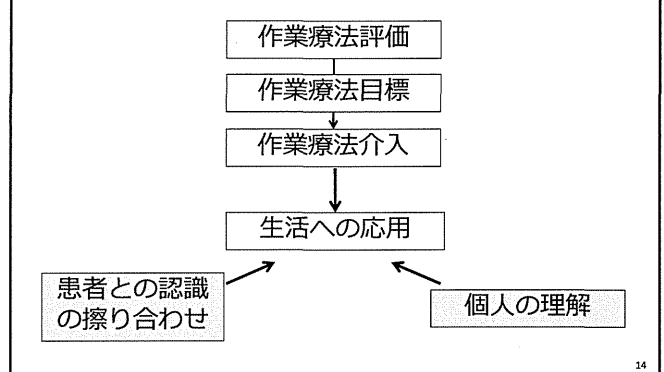 作業療法評価
作業療法目標
作業療法介入
生活への応用
患者との認識
の擦り合わせ
個人の理解
14